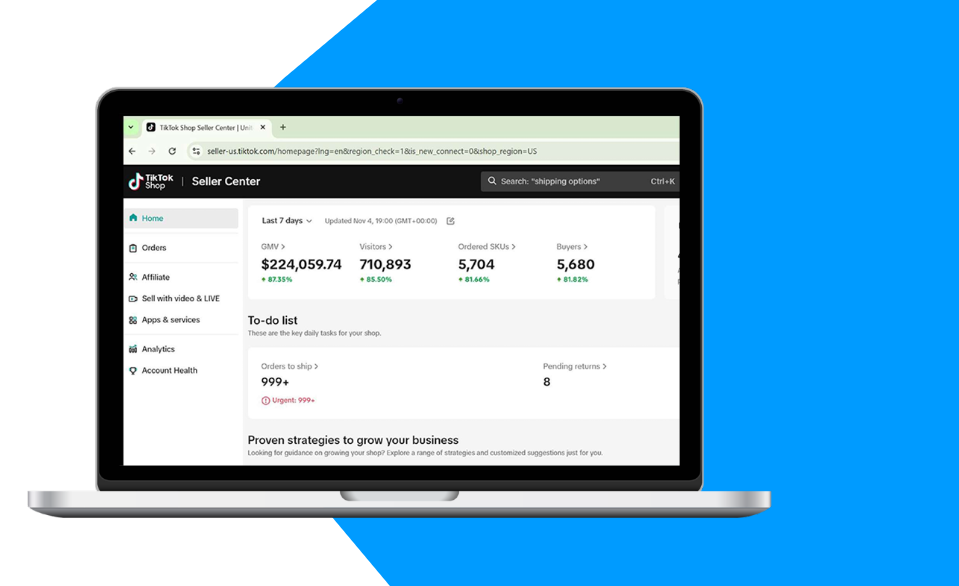 TikTok Shop Seller Center | Uni
seller-us.tiktok.com/homepage?lng=en&region_check=1&is_new_connect=0&shop_region=US
TikTok Shop | Seller Center
Search: "shipping options" Ctrl+K
Home
Orders
Affiliate
Sell with video & LIVE
Apps & services
Analytics
Account Health
Last 7 days Updated Nov 4, 19:00 (GMT+00:00)
GMV > Visitors > Ordered SKUs > Buyers >
$224,059.74 710,893 5,704 5,680
+ 87.35% + 85.50% + 81.66% + 81.82%
To-do list
These are the key daily tasks for your shop.
Orders to ship > Pending returns >
999+ 8
Urgent: 999+
Proven strategies to grow your business
Looking for guidance on growing your shop? Explore a range of strategies and customized suggestions just for you.